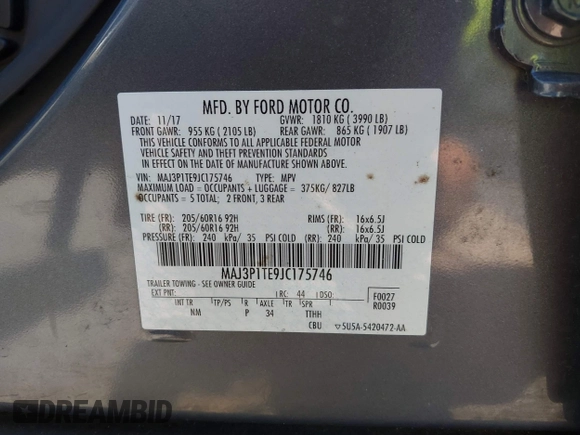 MFD. BY FORD MOTOR CO.
DATE: 11/17 GVWR: 1810 KG ( 3990 LB)
FRONT GAWR: 955 KG ( 2105 LB) REAR GAWR: 865 KG ( 1907 LB)
THIS VEHICLE CONFORMS TO ALL APPLICABLE FEDERAL MOTOR
VEHICLE SAFETY AND THEFT PREVENTION STANDARDS
IN EFFECT ON THE DATE OF MANUFACTURE SHOWN ABOVE.
VIN: MAJ3P1TE9JC175746 TYPE: MPV
MAXIMUM LOAD = OCCUPANTS + LUGGAGE = 375KG/ 827LB
OCCUPANTS = 5 TOTAL; 2 FRONT, 3 REAR
TIRE (FR): 205/60R16 92H RIMS (FR): 16x6.5J
(RR): 205/60R16 92H (RR): 16x6.5J
PRESSURE (FR): 240 kPa/ 35 PSI COLD (RR): 240 kPa/ 35 PSI COLD
MAJ3P1TE9JC175746
TRAILER TOWING - SEE OWNER GUIDE
EXT PNT: RC: 44 DSO: F0027
INT TR TP/PS R AXLE TR SPR R0039
NM P 34 TTHH
CBU 5U5A-5420472-AA
DREAMBID